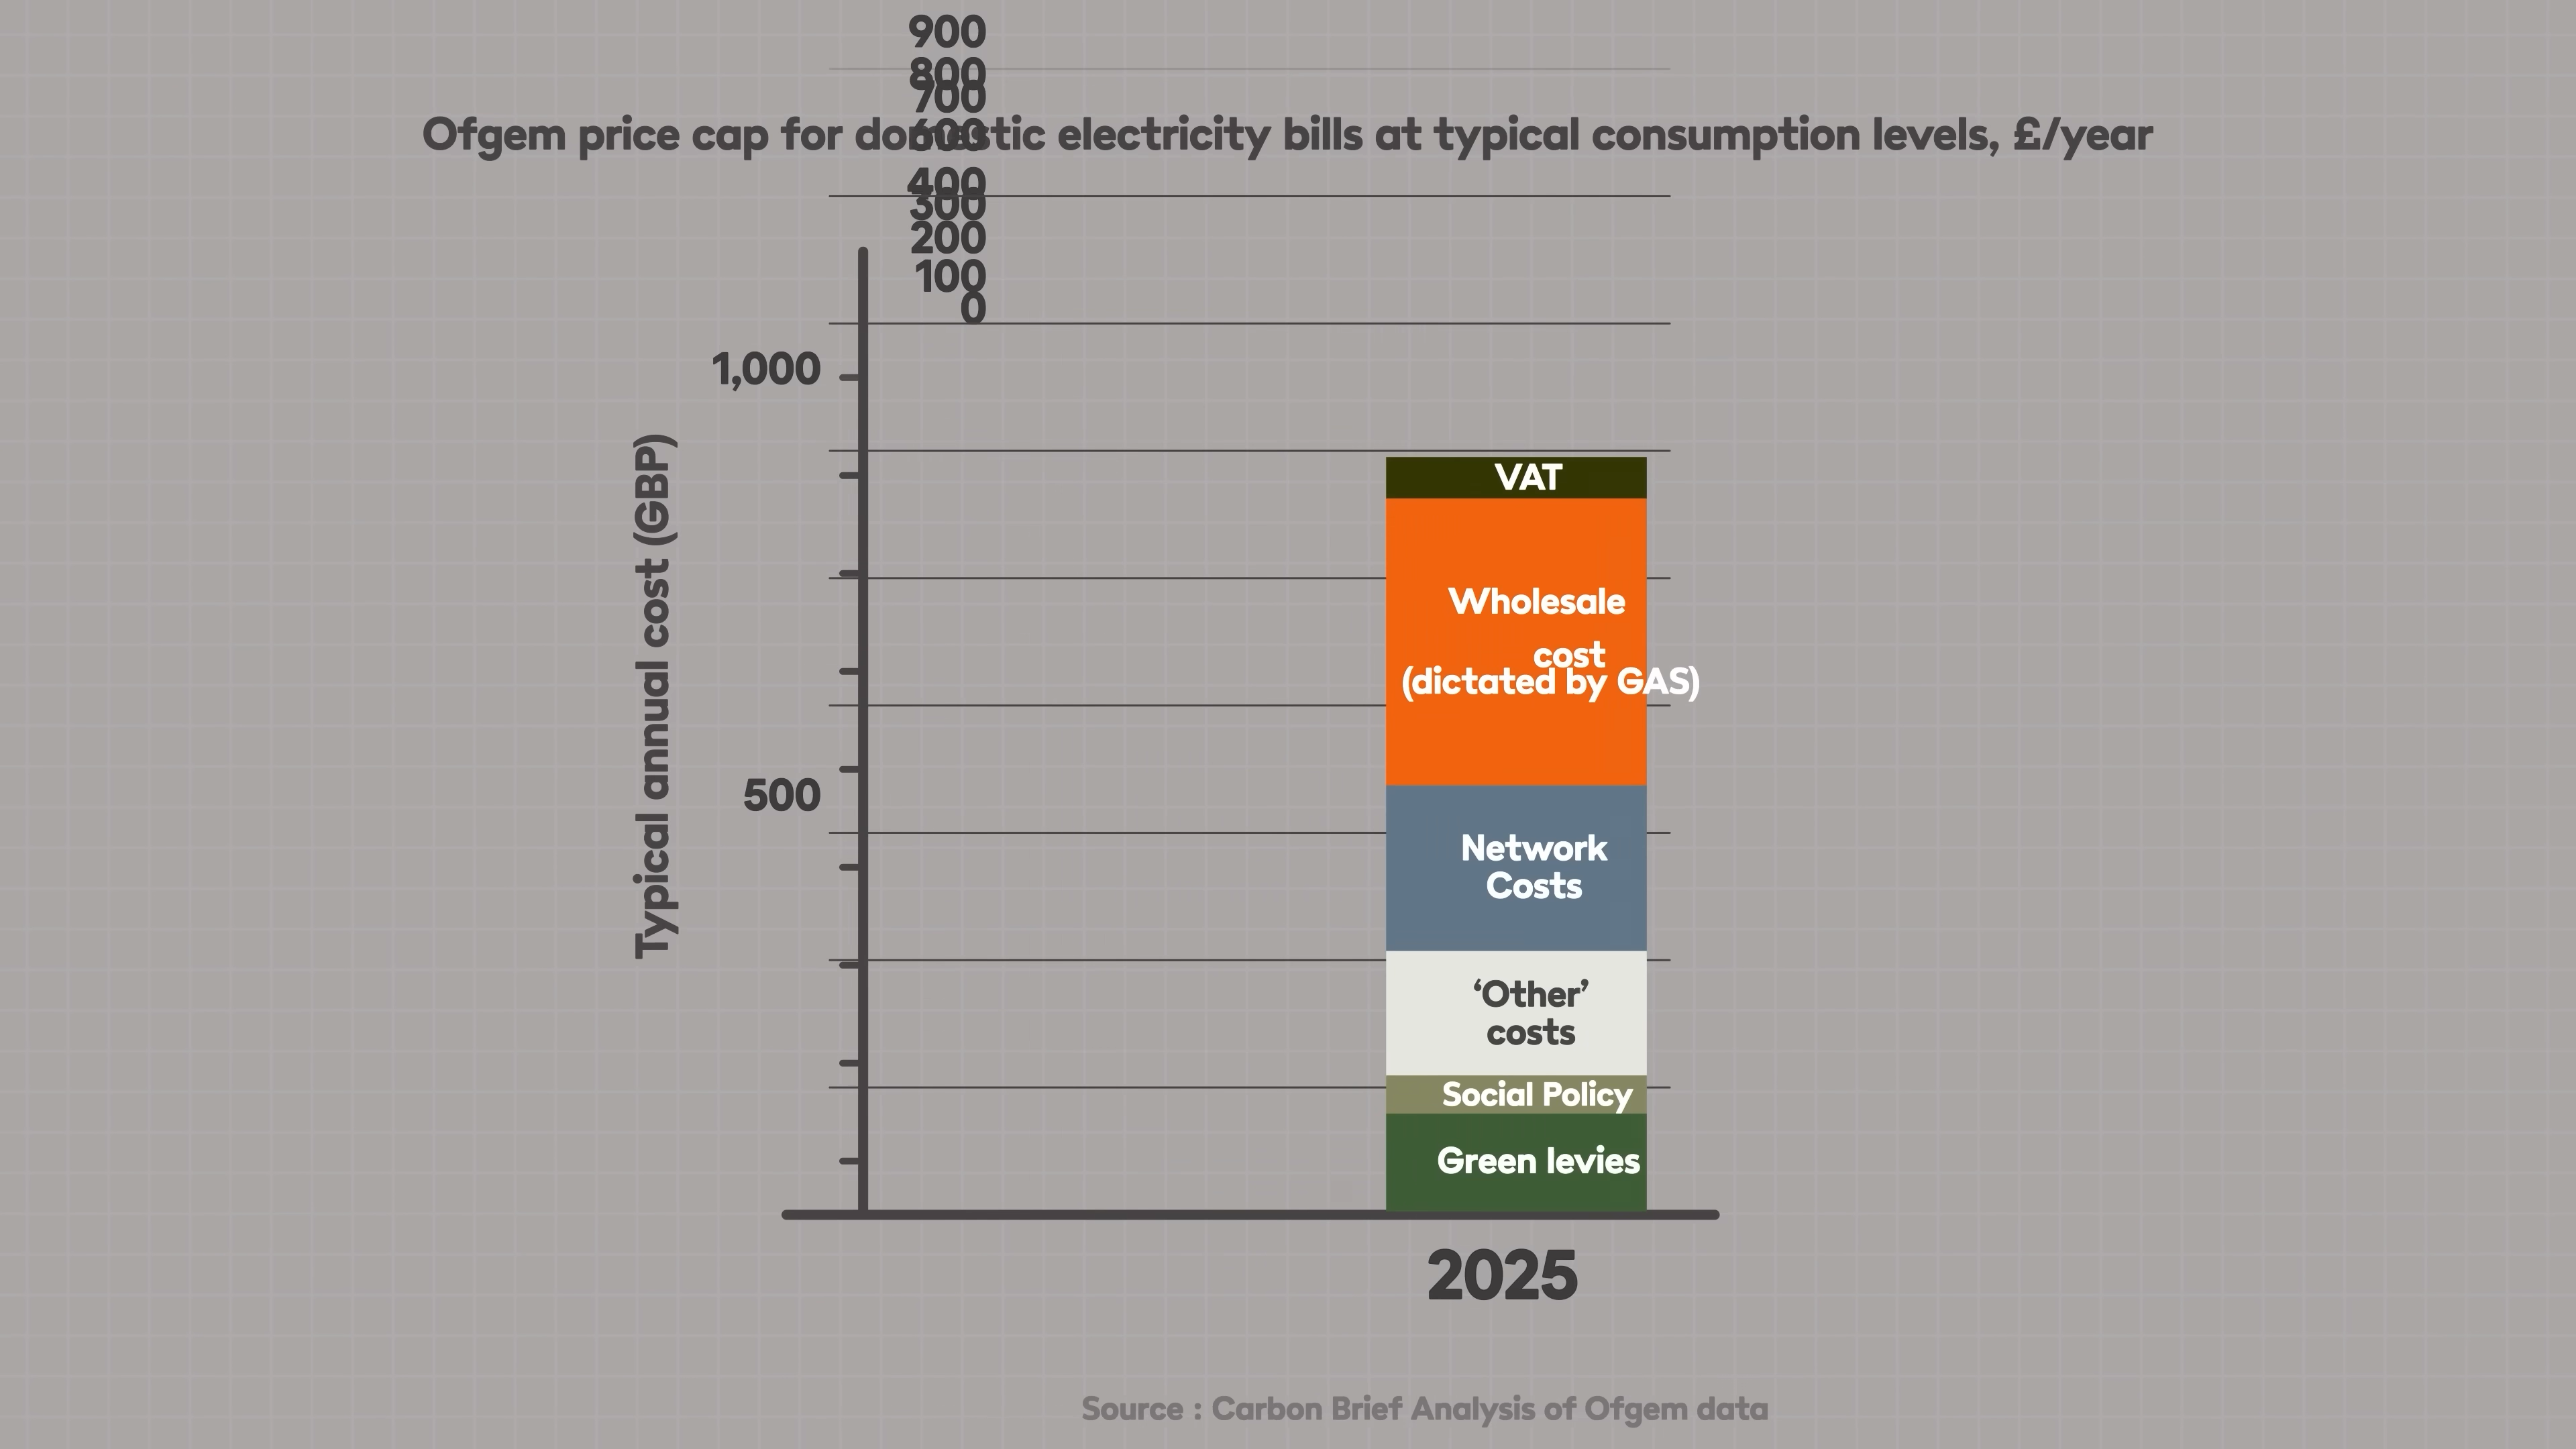 900
800
700
600
Ofgem price cap for domestic electricity bills at typical consumption levels, £/year
400
300
200
100
0
1,000
500
Typical annual cost (GBP)
VAT
Wholesale
cost
(dictated by GAS)
Network
Costs
‘Other’
costs
Social Policy
Green levies
2025
Source : Carbon Brief Analysis of Ofgem data